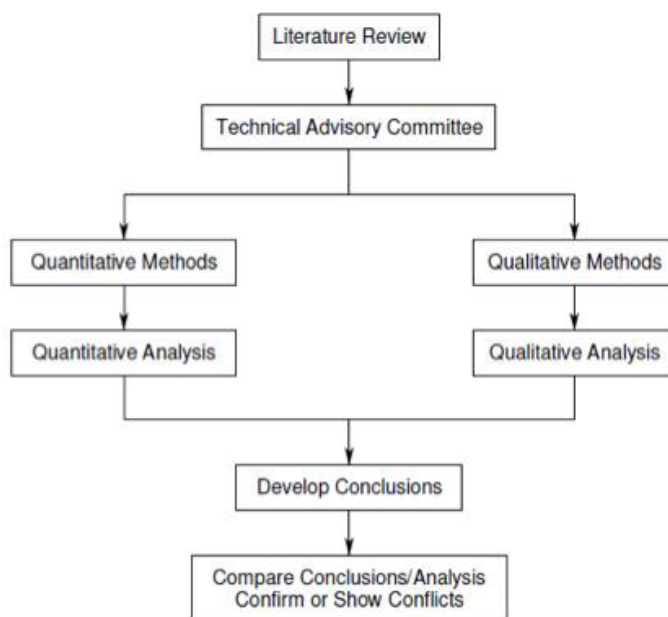 Literature Review
Technical Advisory Committee
Quantitative Methods
Qualitative Methods
Quantitative Analysis
Qualitative Analysis
Develop Conclusions
Compare Conclusions/Analysis
Confirm or Show Conflicts